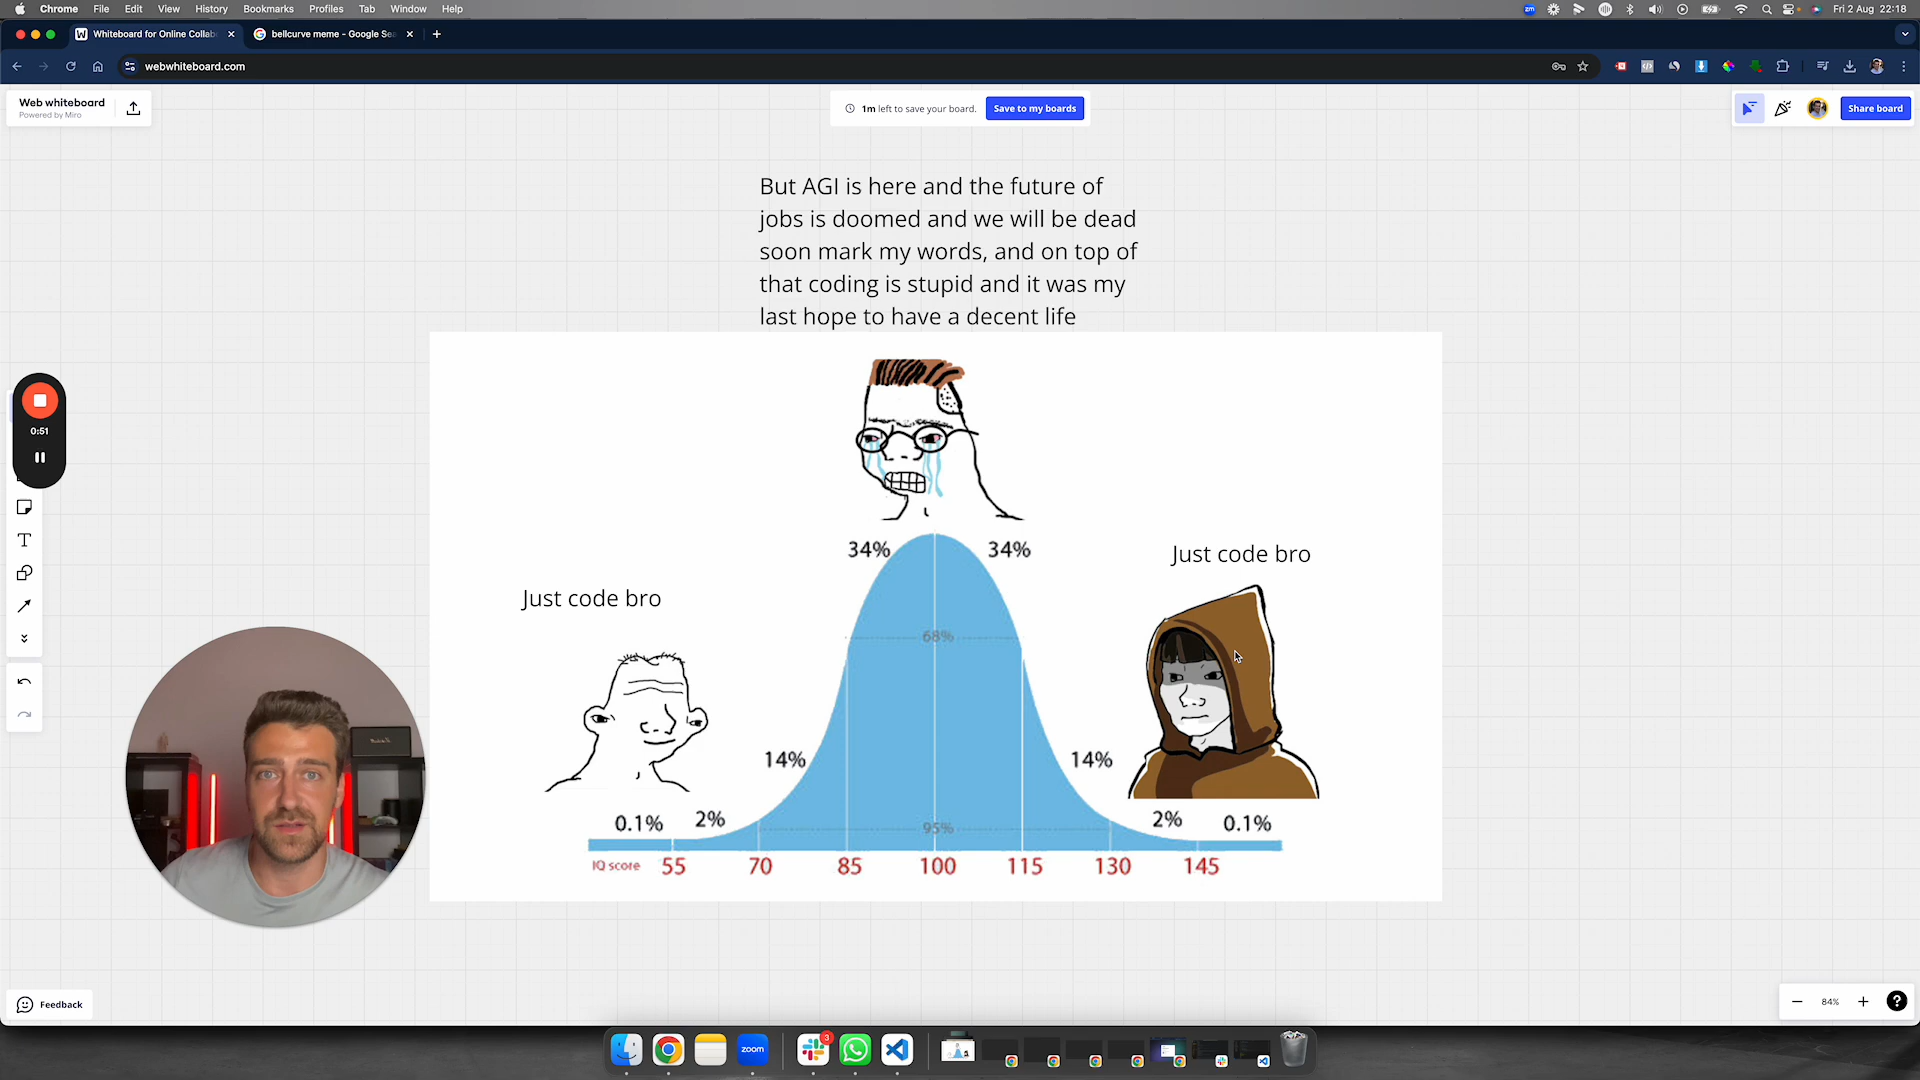 Chrome File Edit View History Bookmarks Profiles Tab Window Help
zm
Fri 2 Aug 22:18
Whiteboard for Online Collab
bellcurve meme - Google Sea
webwhiteboard.com
Web whiteboard
Powered by Miro
1m left to save your board.
Save to my boards
Share board
But AGI is here and the future of
jobs is doomed and we will be dead
soon mark my words, and on top of
that coding is stupid and it was my
last hope to have a decent life
0:51
34% 34%
Just code bro
Just code bro
68%
14% 14%
0.1% 2% 95% 2% 0.1%
IQ score 55 70 85 100 115 130 145
Feedback
84%
zoom
3